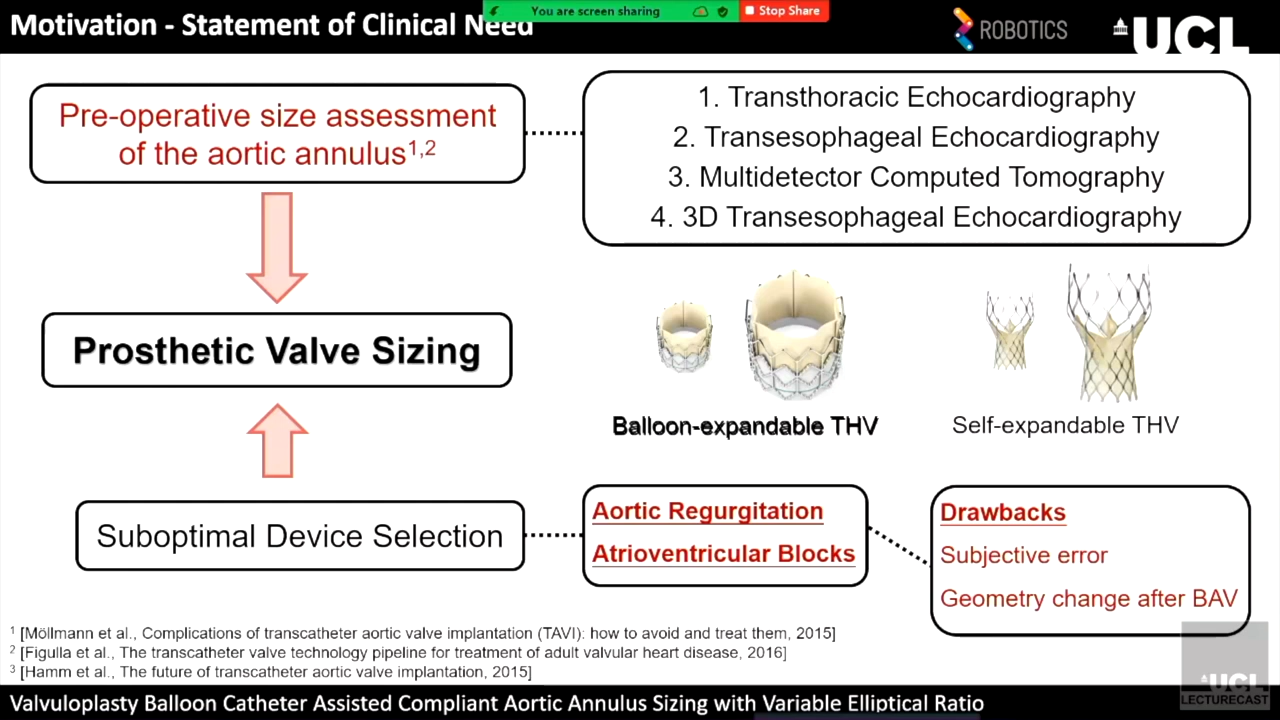 Motivation - Statement of Clinical Need
You are screen sharing
Stop Share
ROBOTICS
UCL
Pre-operative size assessment
of the aortic annulus1,2
1. Transthoracic Echocardiography
2. Transesophageal Echocardiography
3. Multidetector Computed Tomography
4. 3D Transesophageal Echocardiography
Prosthetic Valve Sizing
Balloon-expandable THV
Self-expandable THV
Suboptimal Device Selection
Aortic Regurgitation
Atrioventricular Blocks
Drawbacks
Subjective error
Geometry change after BAV
1 [Möllmann et al., Complications of transcatheter aortic valve implantation (TAVI): how to avoid and treat them, 2015]
2 [Figulla et al., The transcatheter valve technology pipeline for treatment of adult valvular heart disease, 2016]
3 [Hamm et al., The future of transcatheter aortic valve implantation, 2015]
Valvuloplasty Balloon Catheter Assisted Compliant Aortic Annulus Sizing with Variable Elliptical Ratio
UCL
LECTURECAST